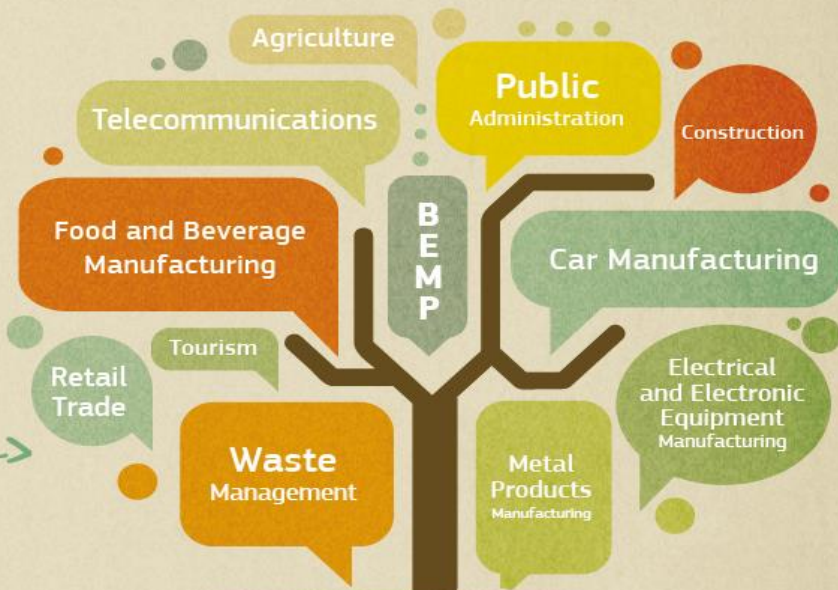 Agriculture
Telecommunications
Public
Administration
Construction
Food and Beverage
Manufacturing
B
E
M
P
Car Manufacturing
Tourism
Retail
Trade
Electrical
and Electronic
Equipment
Manufacturing
Waste
Management
Metal
Products
Manufacturing